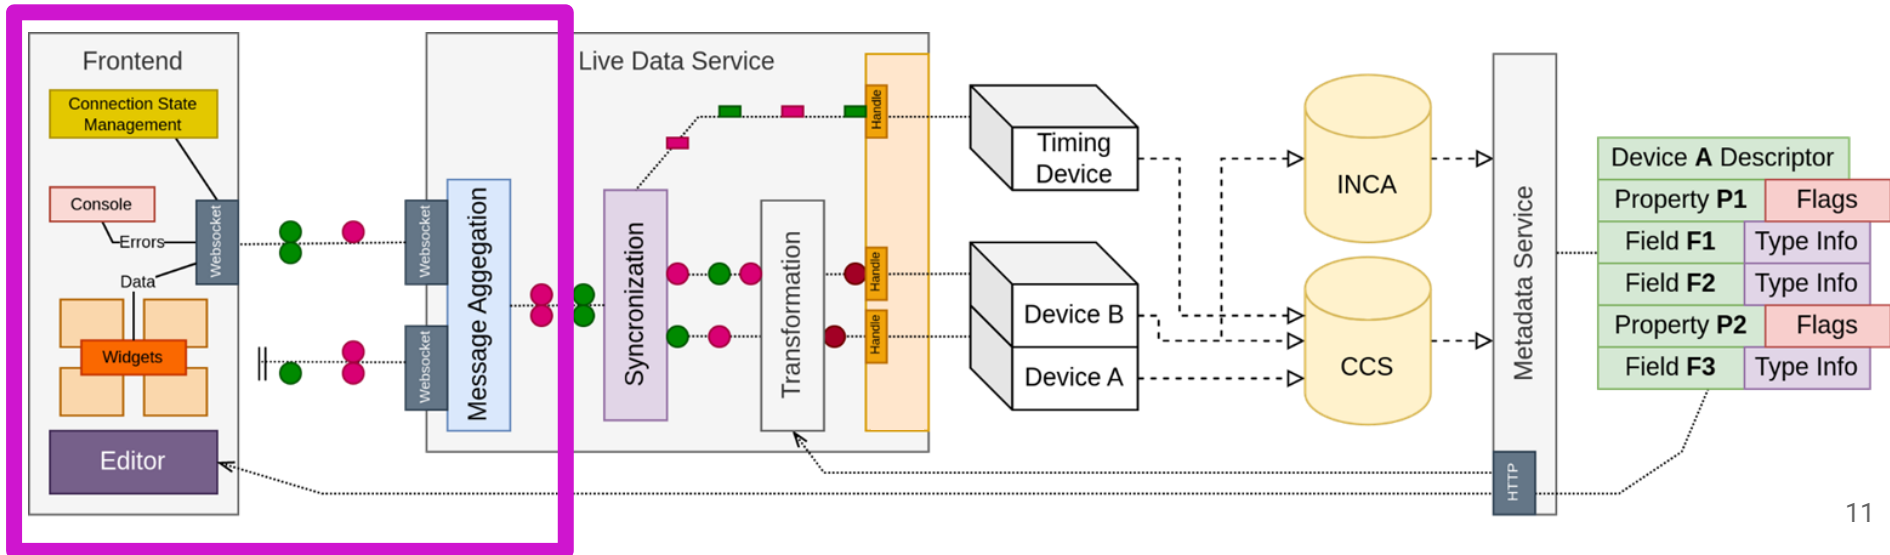 Frontend
Connection State
Management
Console
Errors
Data
Websocket
Widgets
Editor
Live Data Service
Websocket
Websocket
Message Aggegation
Syncronization
Transformation
Handle
Handle
Handle
Timing
Device
Device B
Device A
INCA
CCS
Metadata Service
HTTP
Device A Descriptor
Property P1 Flags
Field F1 Type Info
Field F2 Type Info
Property P2 Flags
Field F3 Type Info
11